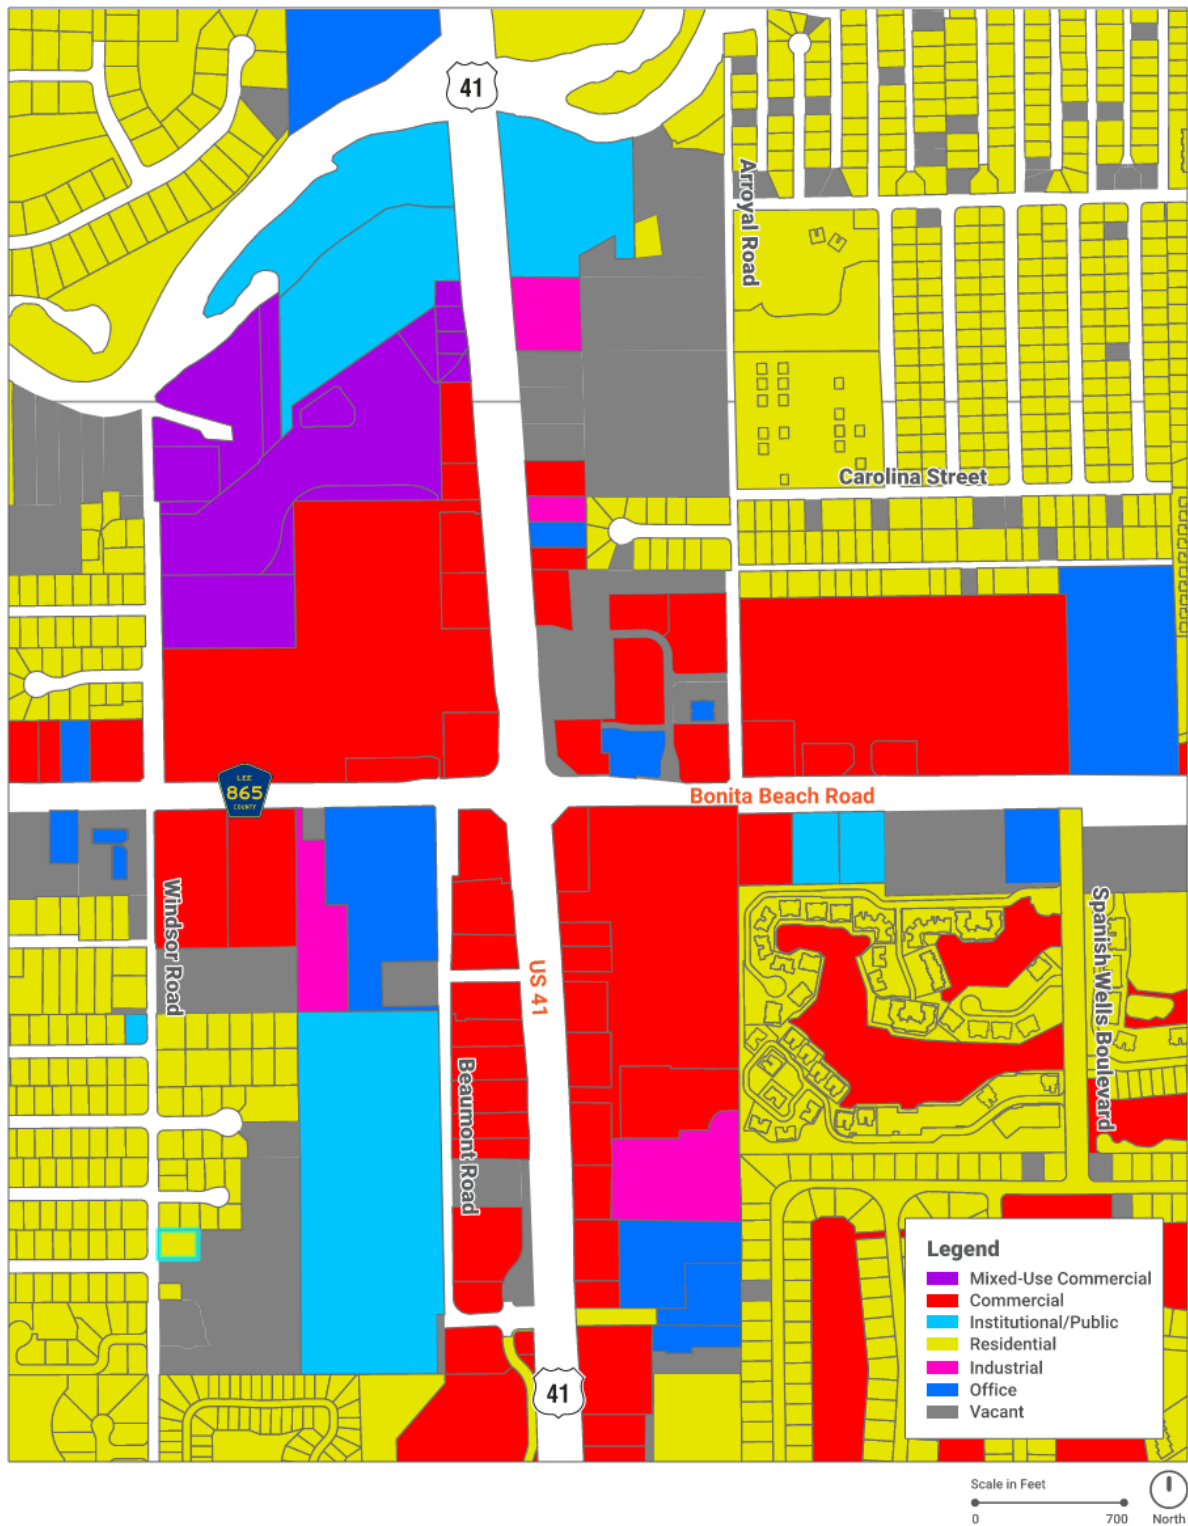 41
Arroyal Road
Carolina Street
LEE
865
COUNTY
Bonita Beach Road
Windsor Road
Spanish Wells Boulevard
US 41
Beaumont Road
41
Legend
Mixed-Use Commercial
Commercial
Institutional/Public
Residential
Industrial
Office
Vacant
Scale in Feet
0 700 North